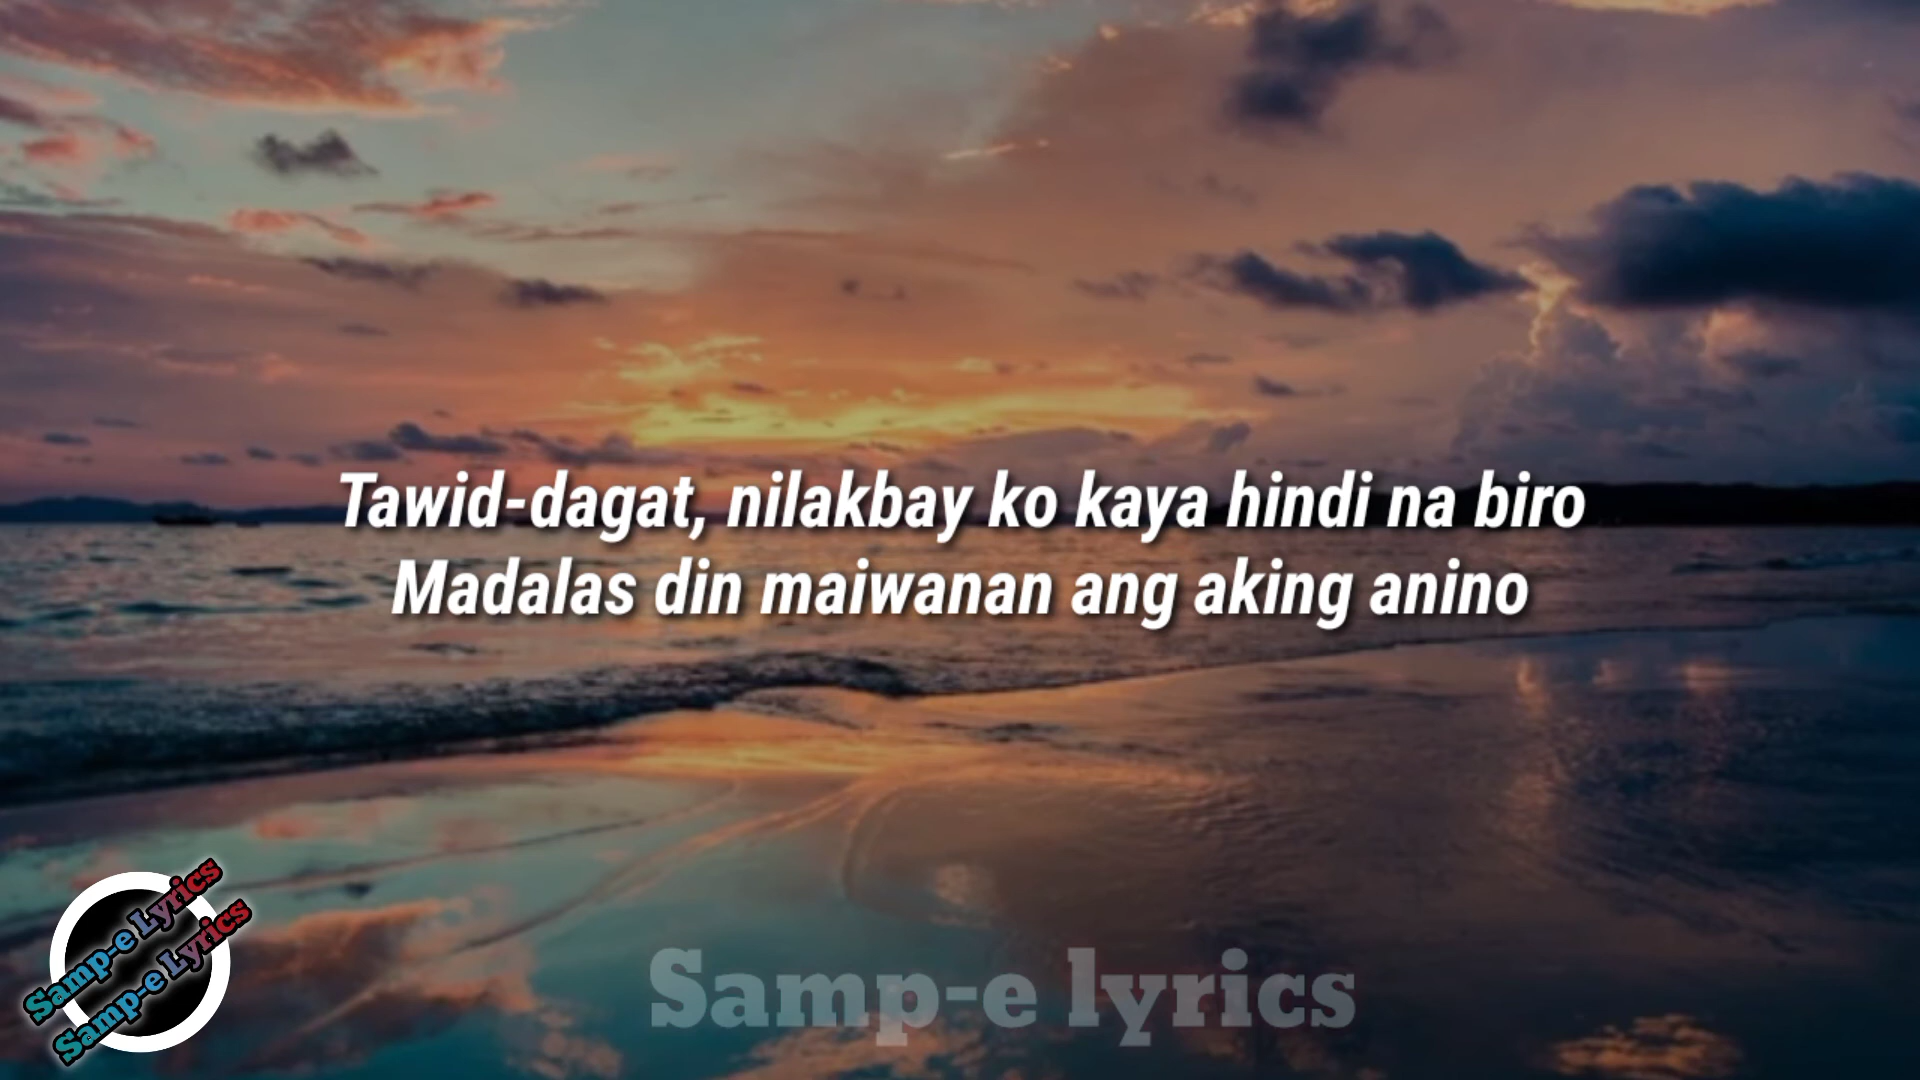 Tawid-dagat, nilakbay ko kaya hindi na biro
Madalas din maiwanan ang aking anino
Samp-e Lyrics
Samp-e Lyrics
Samp-e lyrics